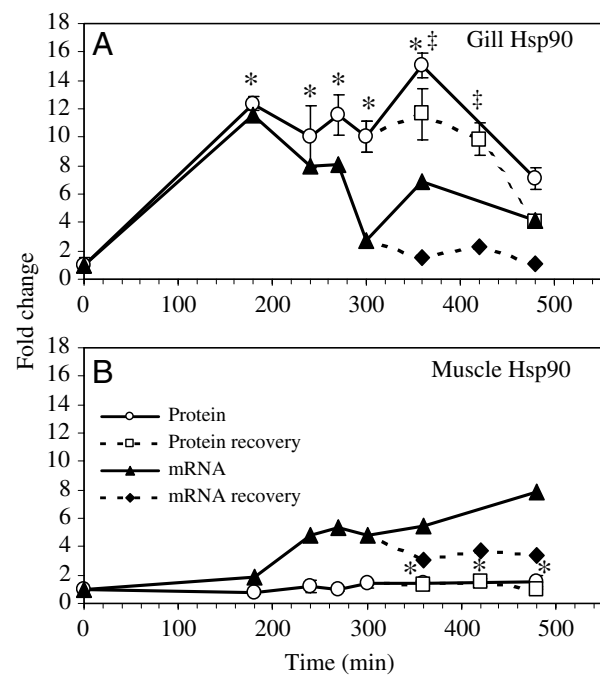 A
Gill Hsp90
18
16
14
12
10
8
6
4
2
0
* * * * *‡ ‡
0 100 200 300 400 500
Fold change
B
Muscle Hsp90
18
16
14
12
10
8
6
4
2
0
Protein
Protein recovery
mRNA
mRNA recovery
* * *
0 100 200 300 400 500
Time (min)